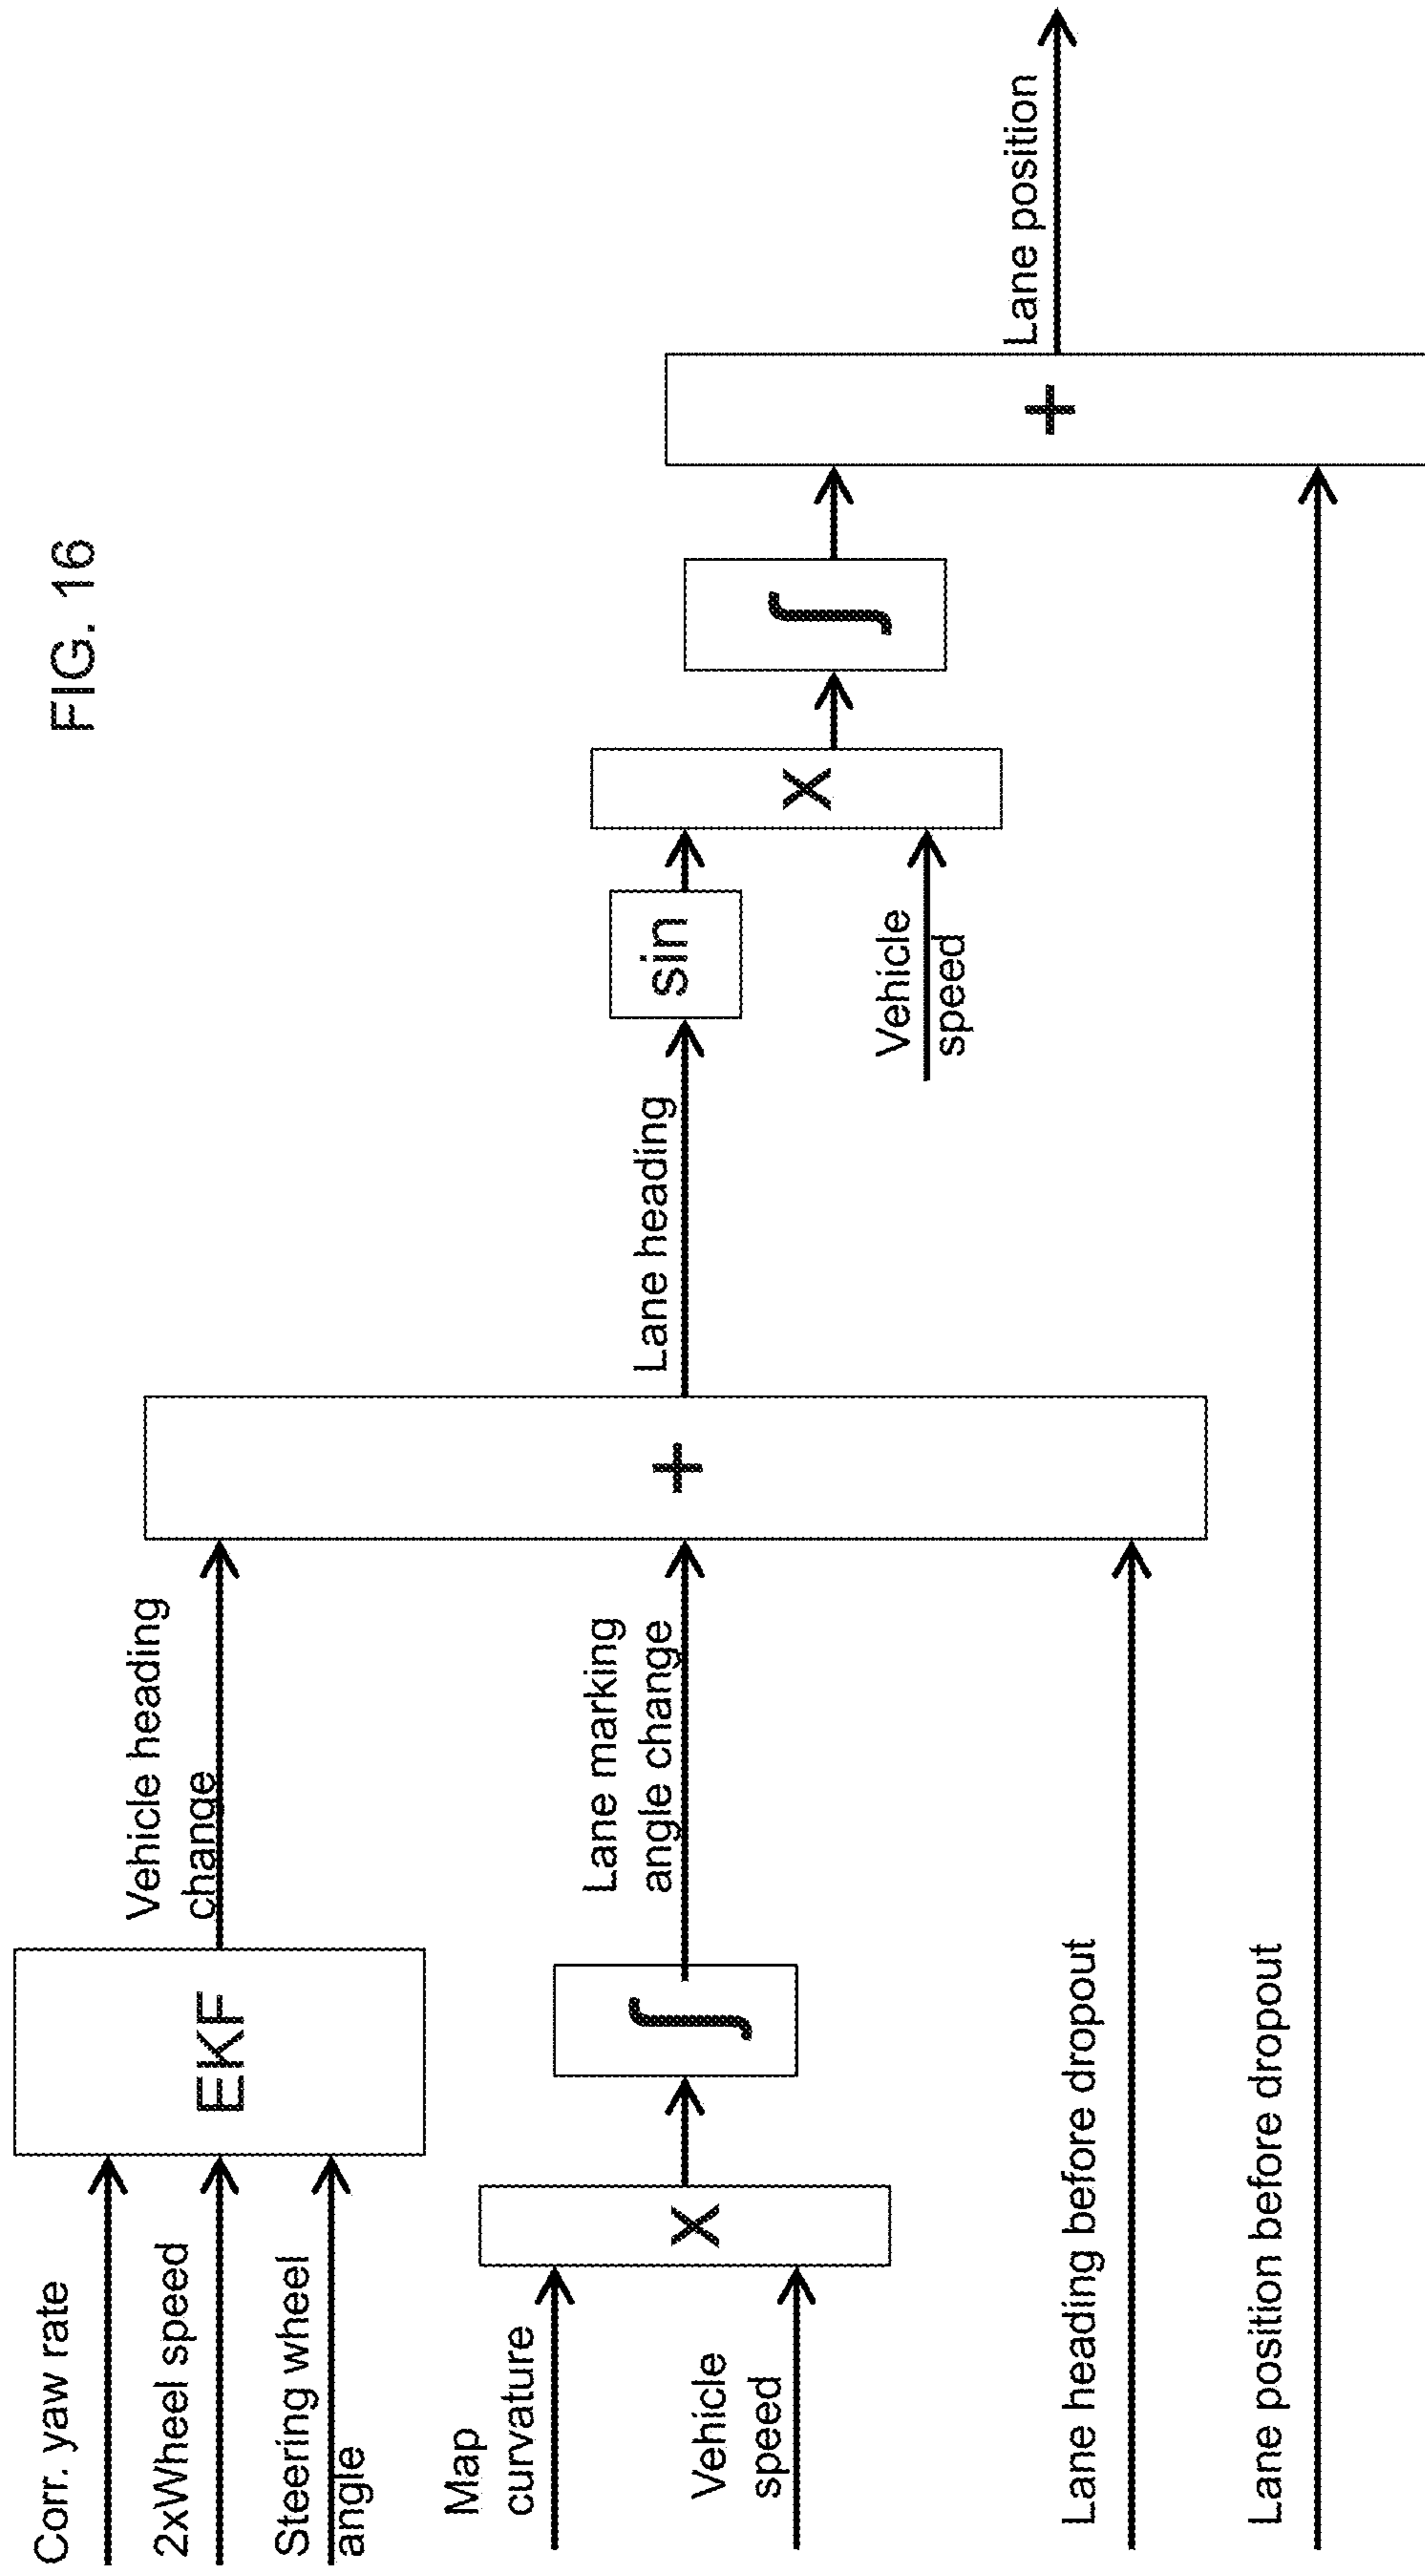 FIG. 16
Corr. yaw rate
2xWheel speed
Steering wheel
angle
EKF
Vehicle heading
change
Map
curvature
Vehicle
speed
X
∫
Lane marking
angle change
Lane heading before dropout
+
Lane heading
sin
Vehicle
speed
X
∫
Lane position before dropout
+
Lane position